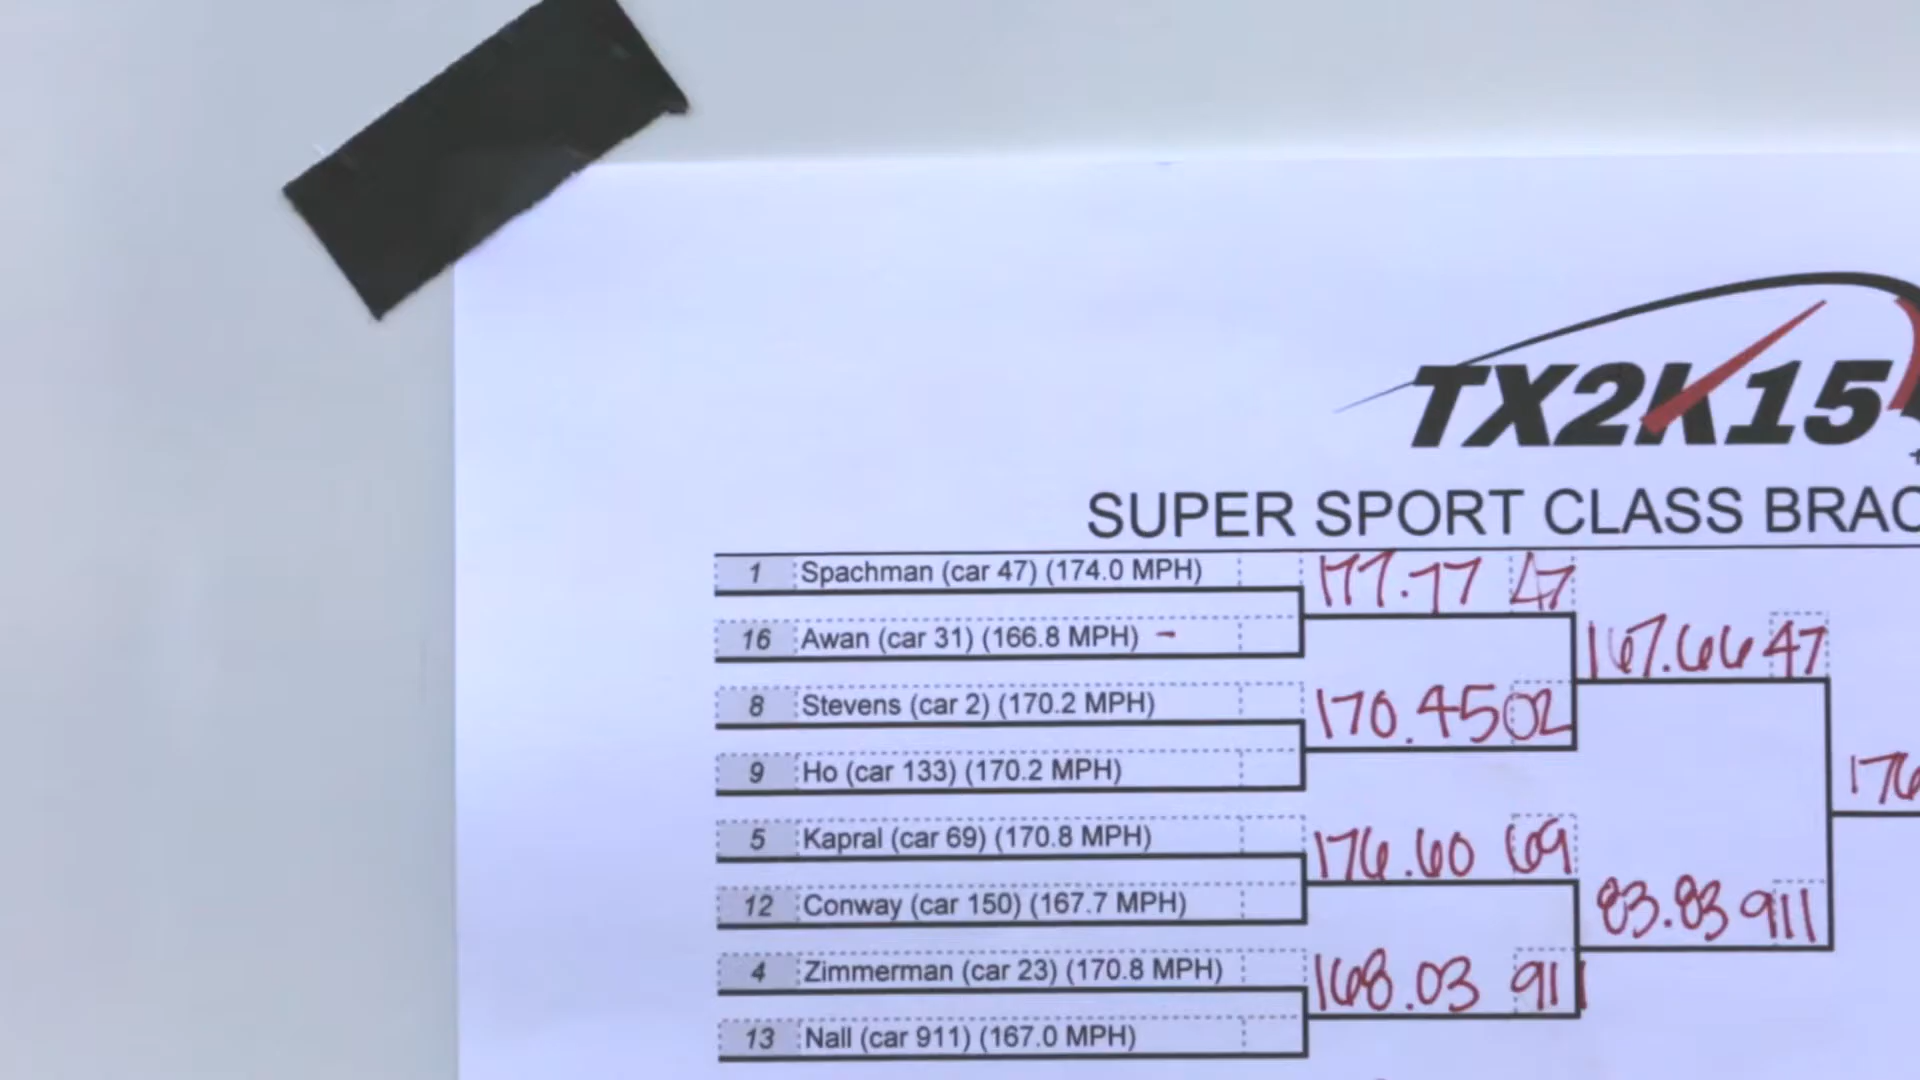 TX2K15
SUPER SPORT CLASS BRAC
1 Spachman (car 47) (174.0 MPH)
177.77 47
16 Awan (car 31) (166.8 MPH) -
167.66 47
8 Stevens (car 2) (170.2 MPH)
170.45 02
9 Ho (car 133) (170.2 MPH)
176
5 Kapral (car 69) (170.8 MPH)
176.60 69
12 Conway (car 150) (167.7 MPH)
83.83 911
4 Zimmerman (car 23) (170.8 MPH)
168.03 911
13 Nall (car 911) (167.0 MPH)